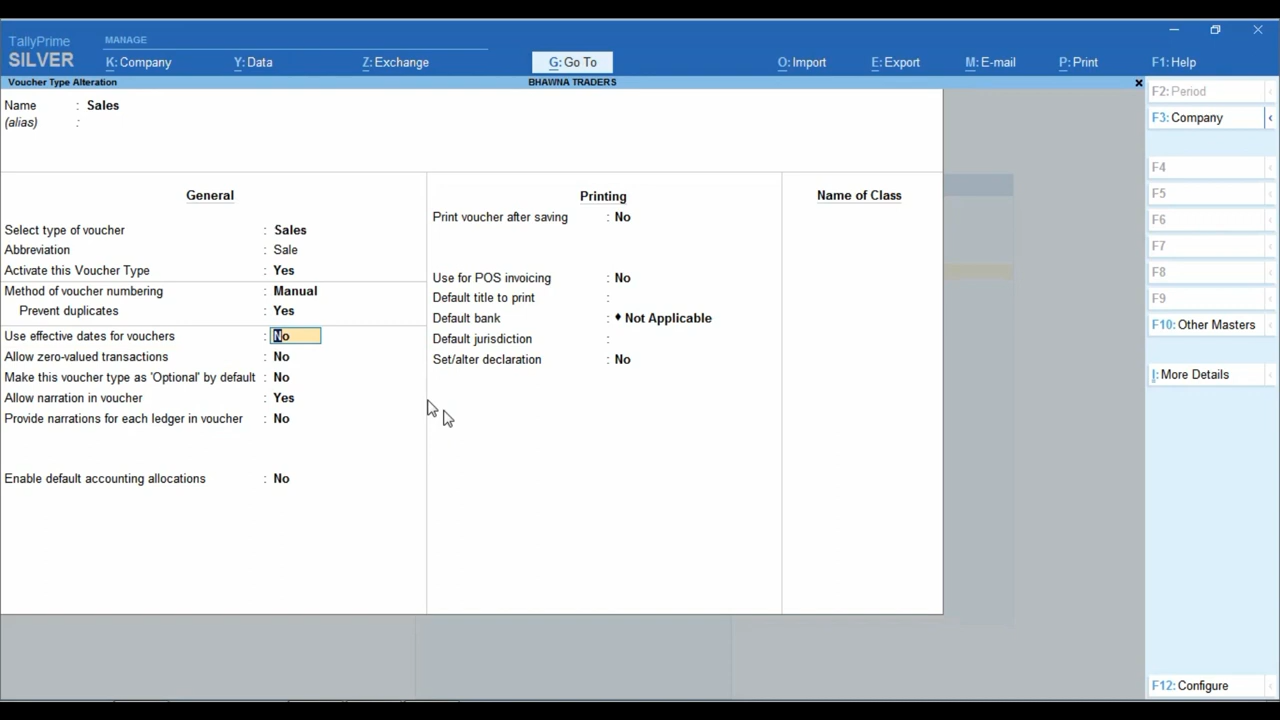 TallyPrime
SILVER
MANAGE
K: Company
Y: Data
Z: Exchange
G: Go To
O: Import
E: Export
M: E-mail
P: Print
F1: Help
Voucher Type Alteration
BHAWNA TRADERS
Name : Sales
(alias) :
General
Select type of voucher : Sales
Abbreviation : Sale
Activate this Voucher Type : Yes
Method of voucher numbering : Manual
Prevent duplicates : Yes
Use effective dates for vouchers : No
Allow zero-valued transactions : No
Make this voucher type as 'Optional' by default : No
Allow narration in voucher : Yes
Provide narrations for each ledger in voucher : No
Enable default accounting allocations : No
Printing
Print voucher after saving : No
Use for POS invoicing : No
Default title to print :
Default bank : ♦ Not Applicable
Default jurisdiction :
Set/alter declaration : No
Name of Class
F2: Period
F3: Company
F4
F5
F6
F7
F8
F9
F10: Other Masters
I: More Details
F12: Configure